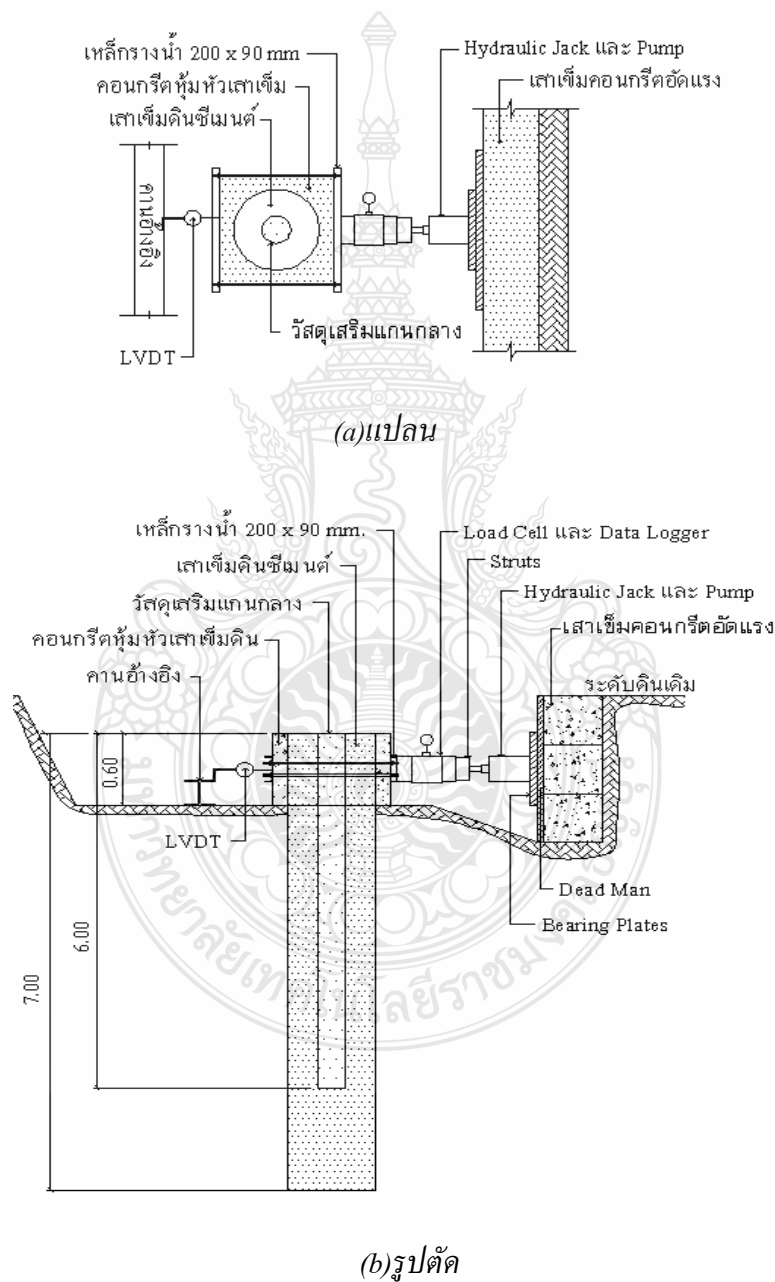 เหล็กรางน้ำ 200 x 90 mm
คอนกรีตหุ้มหัวเสาเข็ม
เสาเข็มดินซีเมนต์
Hydraulic Jack และ Pump
เสาเข็มคอนกรีตอัดแรง
คานอ้างอิง
LVDT
วัสดุเสริมแกนกลาง
(a)แปลน
เหล็กรางน้ำ 200 x 90 mm.
เสาเข็มดินซีเมนต์
วัสดุเสริมแกนกลาง
คอนกรีตหุ้มหัวเสาเข็มดิน
คานอ้างอิง
Load Cell และ Data Logger
Struts
Hydraulic Jack และ Pump
เสาเข็มคอนกรีตอัดแรง
ระดับดินเดิม
0.60
LVDT
6.00
7.00
Dead Man
Bearing Plates
(b)รูปตัด